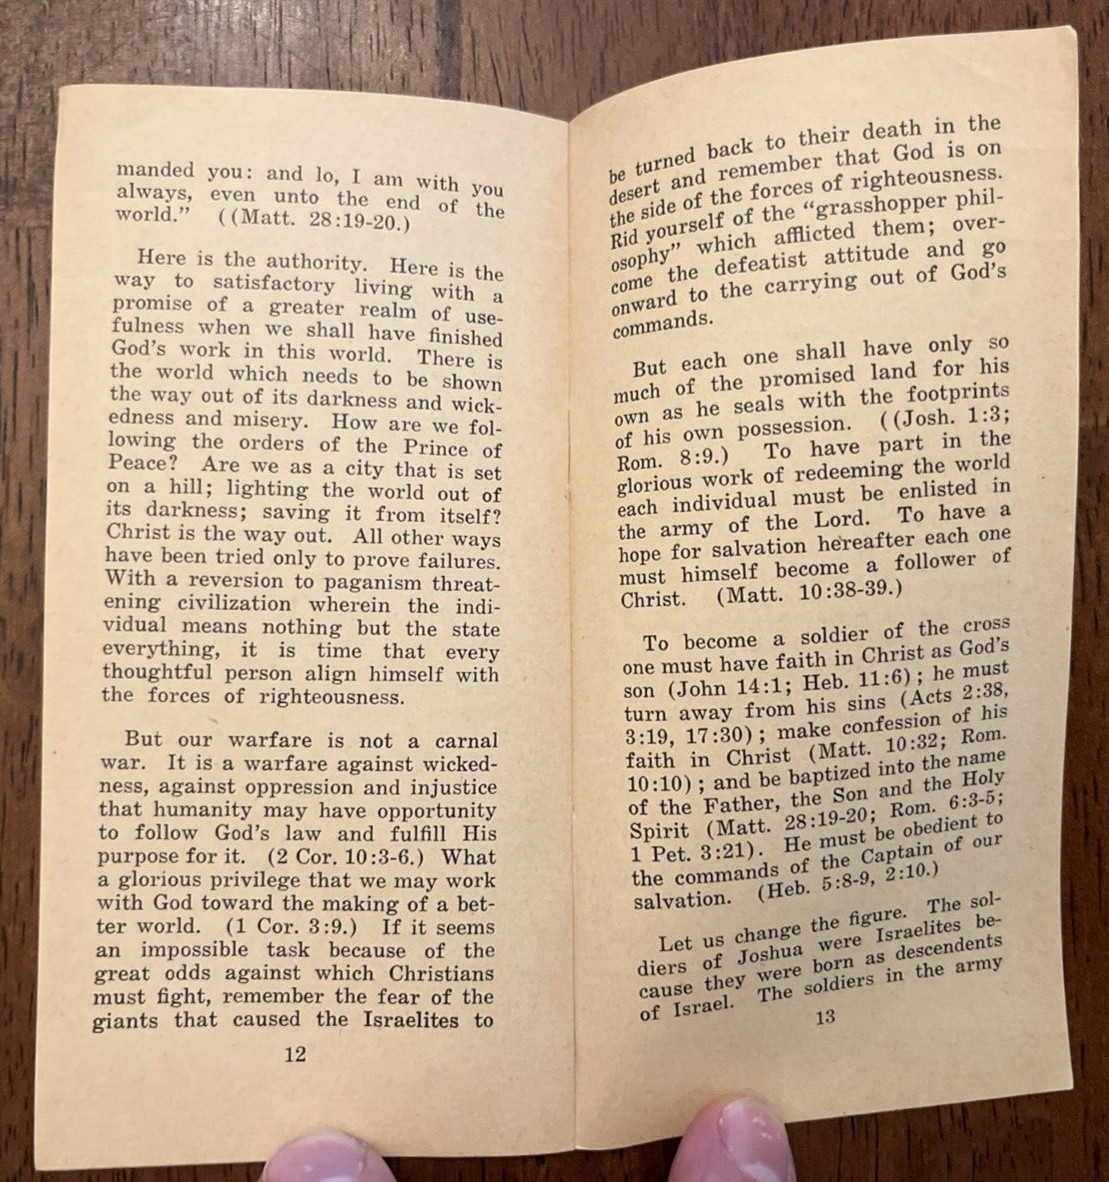 manded you: and lo, I am with you
always, even unto the end of the
world." ((Matt. 28:19-20.)
Here is the authority. Here is the
way to satisfactory living with a
promise of a greater realm of use-
fulness when we shall have finished
God's work in this world. There is
the world which needs to be shown
the way out of its darkness and wick-
edness and misery. How are we fol-
lowing the orders of the Prince of
Peace? Are we as a city that is set
on a hill; lighting the world out of
its darkness; saving it from itself?
Christ is the way out. All other ways
have been tried only to prove failures.
With a reversion to paganism threat-
ening civilization wherein the indi-
vidual means nothing but the state
everything, it is time that every
thoughtful person align himself with
the forces of righteousness.
But our warfare is not a carnal
war. It is a warfare against wicked-
ness, against oppression and injustice
that humanity may have opportunity
to follow God's law and fulfill His
purpose for it. (2 Cor. 10:3-6.) What
a glorious privilege that we may work
with God toward the making of a bet-
ter world. (1 Cor. 3:9.) If it seems
an impossible task because of the
great odds against which Christians
must fight, remember the fear of the
giants that caused the Israelites to
12
be turned back to their death in the
desert and remember that God is on
the side of the forces of righteousness.
Rid yourself of the "grasshopper phil-
osophy" which afflicted them; over-
come the defeatist attitude and go
onward to the carrying out of God's
commands.
But each one shall have only so
much of the promised land for his
own as he seals with the footprints
of his own possession. ((Josh. 1:3;
Rom. 8:9.) To have part in the
glorious work of redeeming the world
each individual must be enlisted in
the army of the Lord. To have a
hope for salvation hereafter each one
must himself become a follower of
Christ. (Matt. 10:38-39.)
To become a soldier of the cross
one must have faith in Christ as God's
son (John 14:1; Heb. 11:6); he must
turn away from his sins (Acts 2:38,
3:19, 17:30); make confession of his
faith in Christ (Matt. 10:32; Rom.
10:10); and be baptized into the name
of the Father, the Son and the Holy
Spirit (Matt. 28:19-20; Rom. 6:3-5;
1 Pet. 3:21). He must be obedient to
the commands of the Captain of our
salvation. (Heb. 5:8-9, 2:10.)
Let us change the figure. The sol-
diers of Joshua were Israelites be-
cause they were born as descendents
of Israel. The soldiers in the army
13